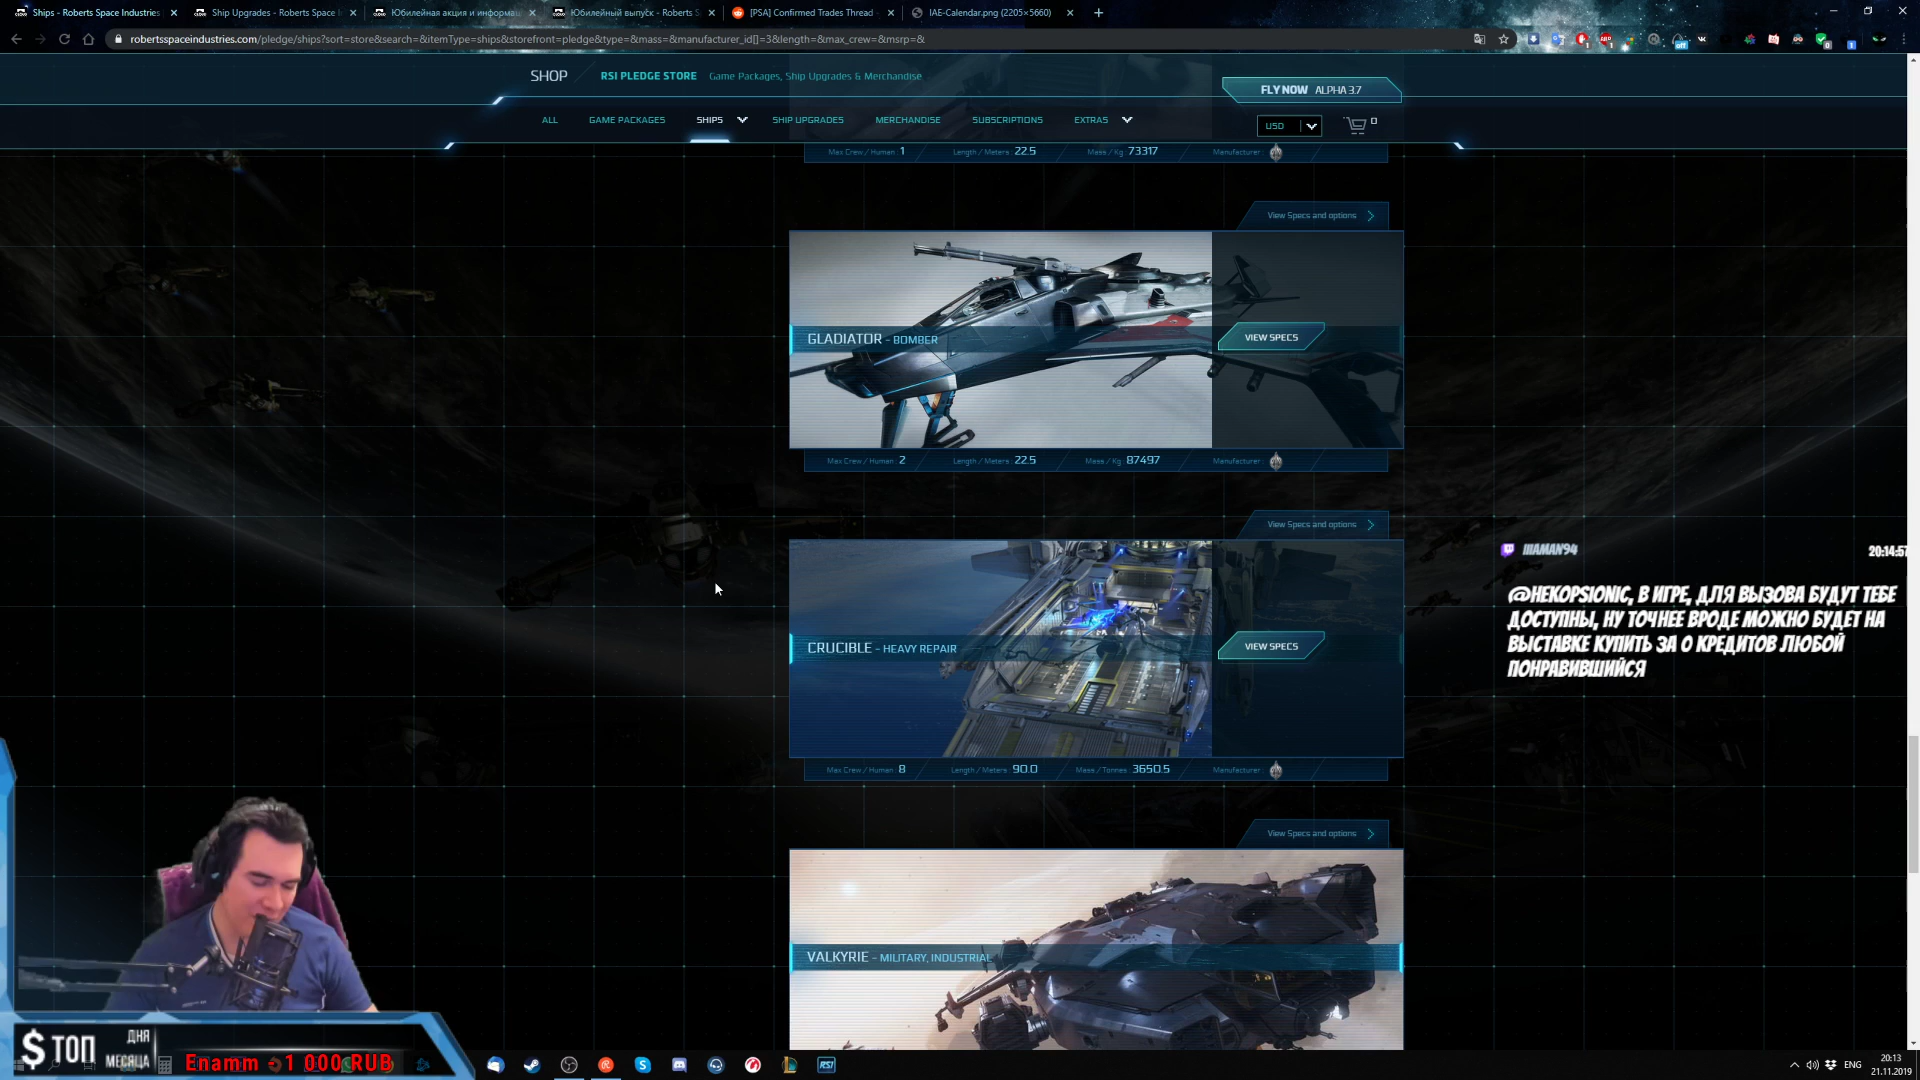 Ships - Roberts Space Industries
Ship Upgrades - Roberts Space I
Юбилейная акция и информац
Юбилейный выпуск - Roberts S
[PSA] Confirmed Trades Thread
IAE-Calendar.png (2205×5660)
robertsspaceindustries.com/pledge/ships?sort=store&search=&itemType=ships&storefront=pledge&type=&mass=&manufacturer_id[]=3&length=&max_crew=&msrp=&
SHOP
RSI PLEDGE STORE
Game Packages, Ship Upgrades & Merchandise
FLY NOW ALPHA 3.7
ALL
GAME PACKAGES
SHIPS
SHIP UPGRADES
MERCHANDISE
SUBSCRIPTIONS
EXTRAS
USD
0
Max Crew / Human : 1
Length / Meters : 22.5
Mass / Kg : 73317
Manufacturer :
View Specs and options
GLADIATOR - BOMBER
VIEW SPECS
Max Crew / Human : 2
Length / Meters : 22.5
Mass / Kg : 87497
Manufacturer :
View Specs and options
CRUCIBLE - HEAVY REPAIR
VIEW SPECS
Max Crew / Human : 8
Length / Meters : 90.0
Mass / Tonnes : 3650.5
Manufacturer :
View Specs and options
VALKYRIE - MILITARY, INDUSTRIAL
IIIAMAN94
20:14:57
@HEKOPSIONIC, В ИГРЕ, ДЛЯ ВЫЗОВА БУДУТ ТЕБЕ
ДОСТУПНЫ, НУ ТОЧНЕЕ ВРОДЕ МОЖНО БУДЕТ НА
ВЫСТАВКЕ КУПИТЬ ЗА 0 КРЕДИТОВ ЛЮБОЙ
ПОНРАВИВШИЙСЯ
$ ТОП
ДНЯ
МЕСЯЦА
Enamm - 1 000 RUB
RSI
ENG
20:13
21.11.2019